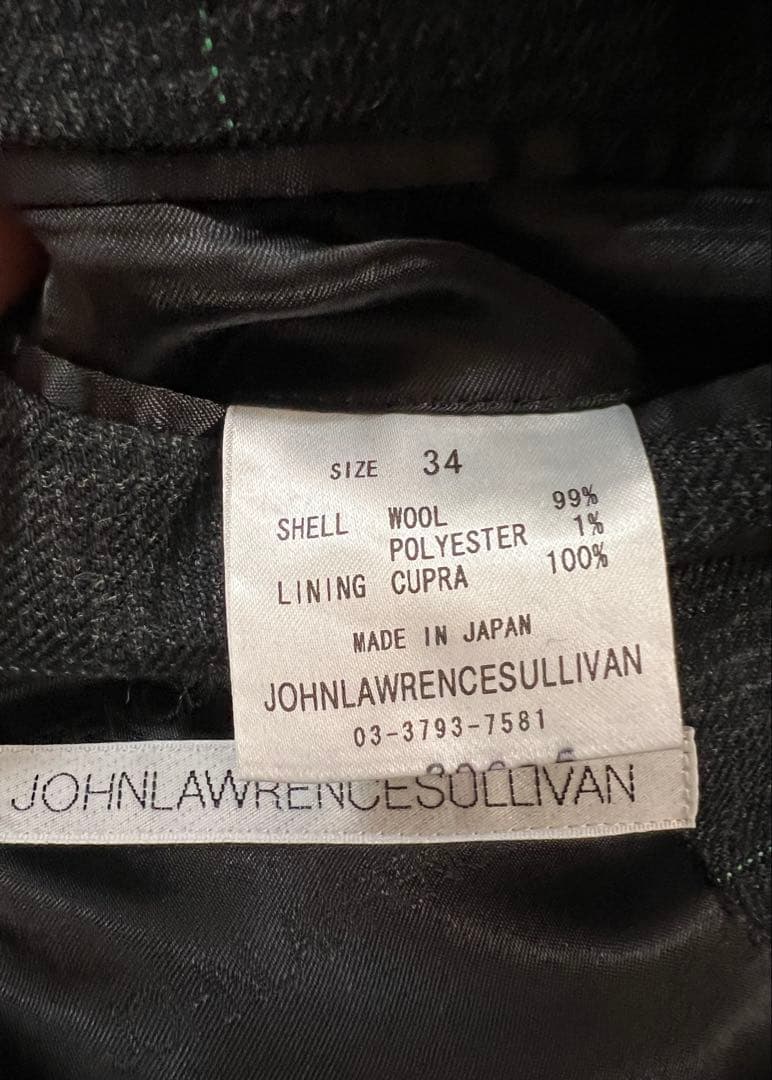 SIZE 34
SHELL WOOL 99%
POLYESTER 1%
LINING CUPRA 100%
MADE IN JAPAN
JOHNLAWRENCESULLIVAN
03-3793-7581
JOHNLAWRENCESULLIVAN